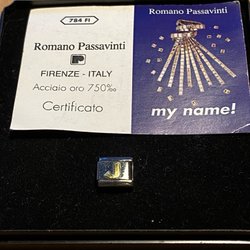 784 FI
Romano Passavinti
FIRENZE - ITALY
Acciaio oro 750‰
Certificato
Romano Passavinti
my name!